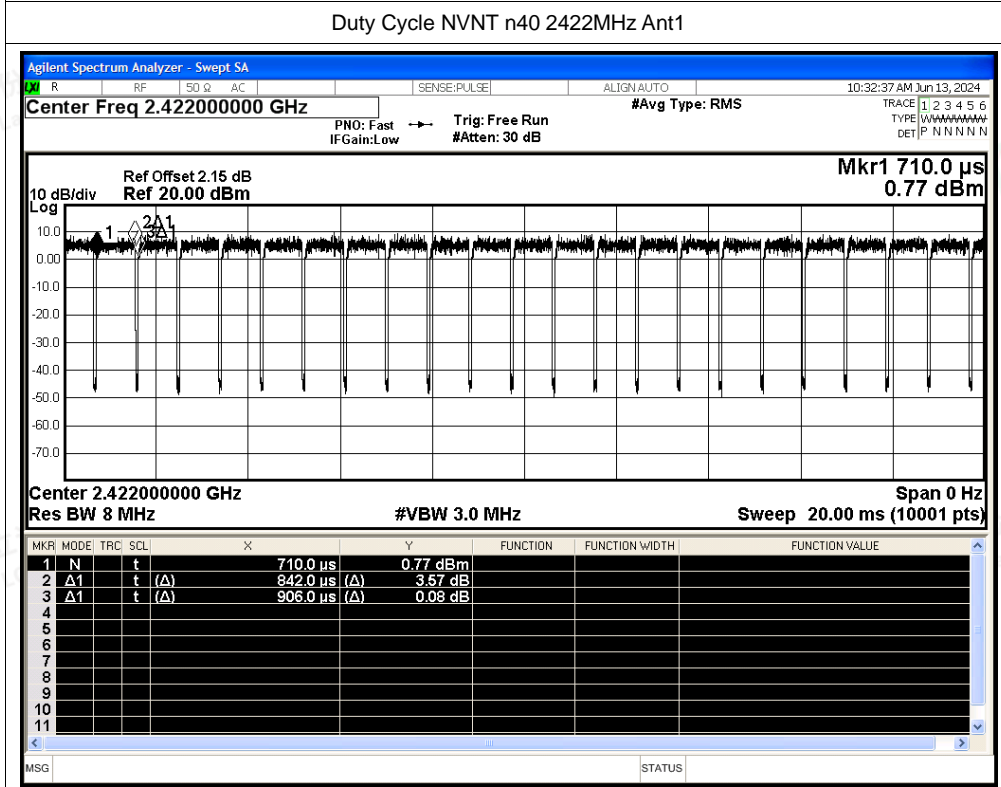 Duty Cycle NVNT n40 2422MHz Ant1
Agilent Spectrum Analyzer - Swept SA
LXI R RF 50 Ω AC SENSE:PULSE ALIGN AUTO 10:32:37 AM Jun 13, 2024
Center Freq 2.422000000 GHz #Avg Type: RMS TRACE 1 2 3 4 5 6
PNO: Fast Trig: Free Run TYPE WWWWWW
IFGain:Low #Atten: 30 dB DET P N N N N N
Mkr1 710.0 µs
Ref Offset 2.15 dB
10 dB/div Ref 20.00 dBm 0.77 dBm
Log
10.0
0.00
-10.0
-20.0
-30.0
-40.0
-50.0
-60.0
-70.0
1 2Δ1
3Δ1
Center 2.422000000 GHz Span 0 Hz
Res BW 8 MHz #VBW 3.0 MHz Sweep 20.00 ms (10001 pts)
MKR MODE TRC SCL X Y FUNCTION FUNCTION WIDTH FUNCTION VALUE
1 N t 710.0 µs 0.77 dBm
2 Δ1 t (Δ) 842.0 µs (Δ) 3.57 dB
3 Δ1 t (Δ) 906.0 µs (Δ) 0.08 dB
4
5
6
7
8
9
10
11
MSG STATUS